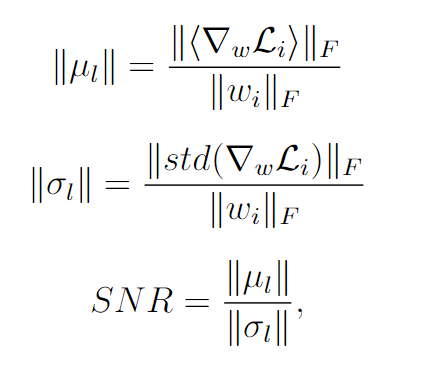 ‖μ_l‖ = ‖⟨∇_w ℒ_i⟩‖_F / ‖w_i‖_F
‖σ_l‖ = ‖std(∇_w ℒ_i)‖_F / ‖w_i‖_F
SNR = ‖μ_l‖ / ‖σ_l‖,